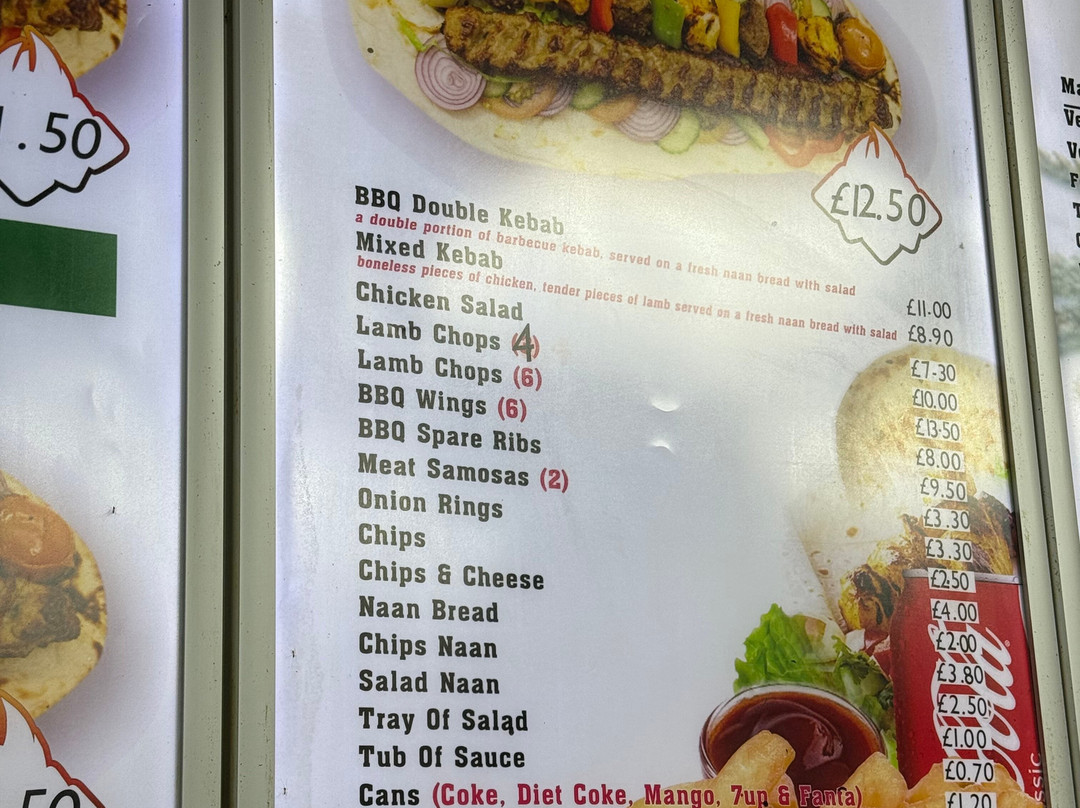 .50
£12.50
BBQ Double Kebab £11.00
a double portion of barbecue kebab, served on a fresh naan bread with salad
Mixed Kebab £8.90
boneless pieces of chicken, tender pieces of lamb served on a fresh naan bread with salad
Chicken Salad £7.30
Lamb Chops (4) £10.00
Lamb Chops (6) £13.50
BBQ Wings (6) £8.00
BBQ Spare Ribs £9.50
Meat Samosas (2) £3.30
Onion Rings £3.30
Chips £2.50
Chips & Cheese £4.00
Naan Bread £2.00
Chips Naan £3.80
Salad Naan £2.50
Tray Of Salad £1.00
Tub Of Sauce £0.70
Cans (Coke, Diet Coke, Mango, 7up & Fanta) £1.20
50